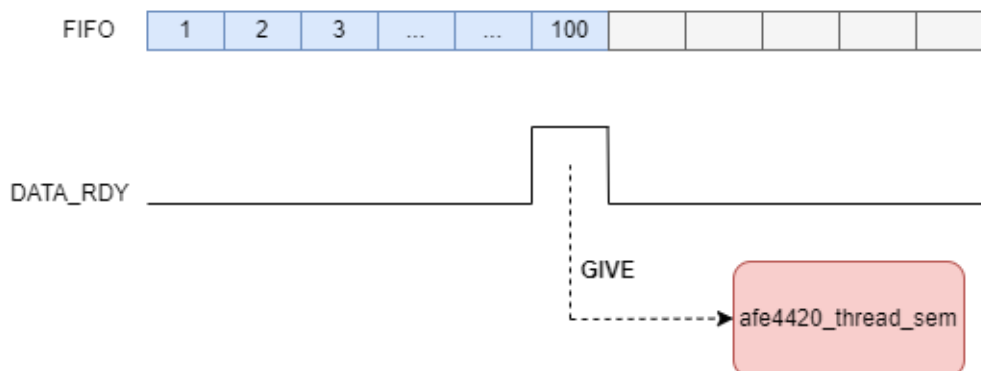 FIFO 1 2 3 ... ... 100
DATA_RDY
GIVE
afe4420_thread_sem